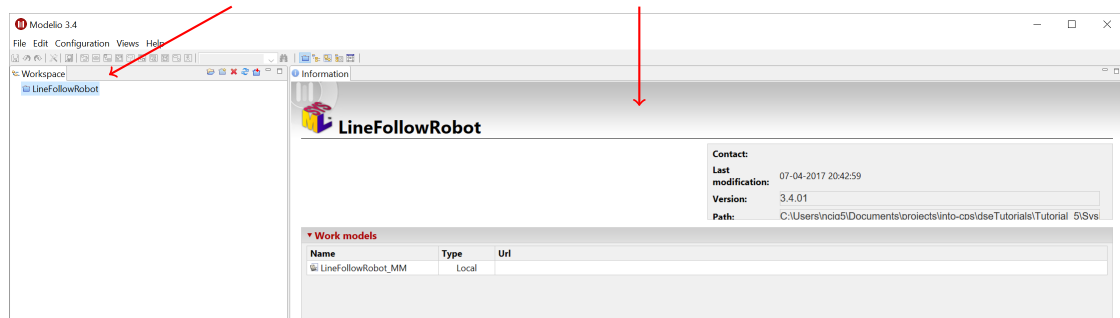 Modelio 3.4
File Edit Configuration Views Help
Workspace
Information
LineFollowRobot
LineFollowRobot
Contact:
Last modification:
07-04-2017 20:42:59
Version:
3.4.01
Path:
C:\Users\nciq5\Documents\projects\into-cps\dseTutorials\Tutorial_5\Sys
Work models
Name Type Url
LineFollowRobot_MM Local